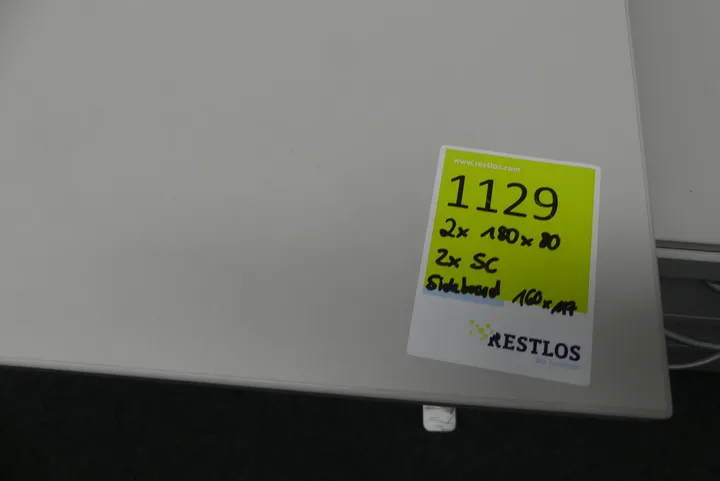 www.restlos.com
1129
2x 180x80
2x SC
Sideboard 160x117
RESTLOS